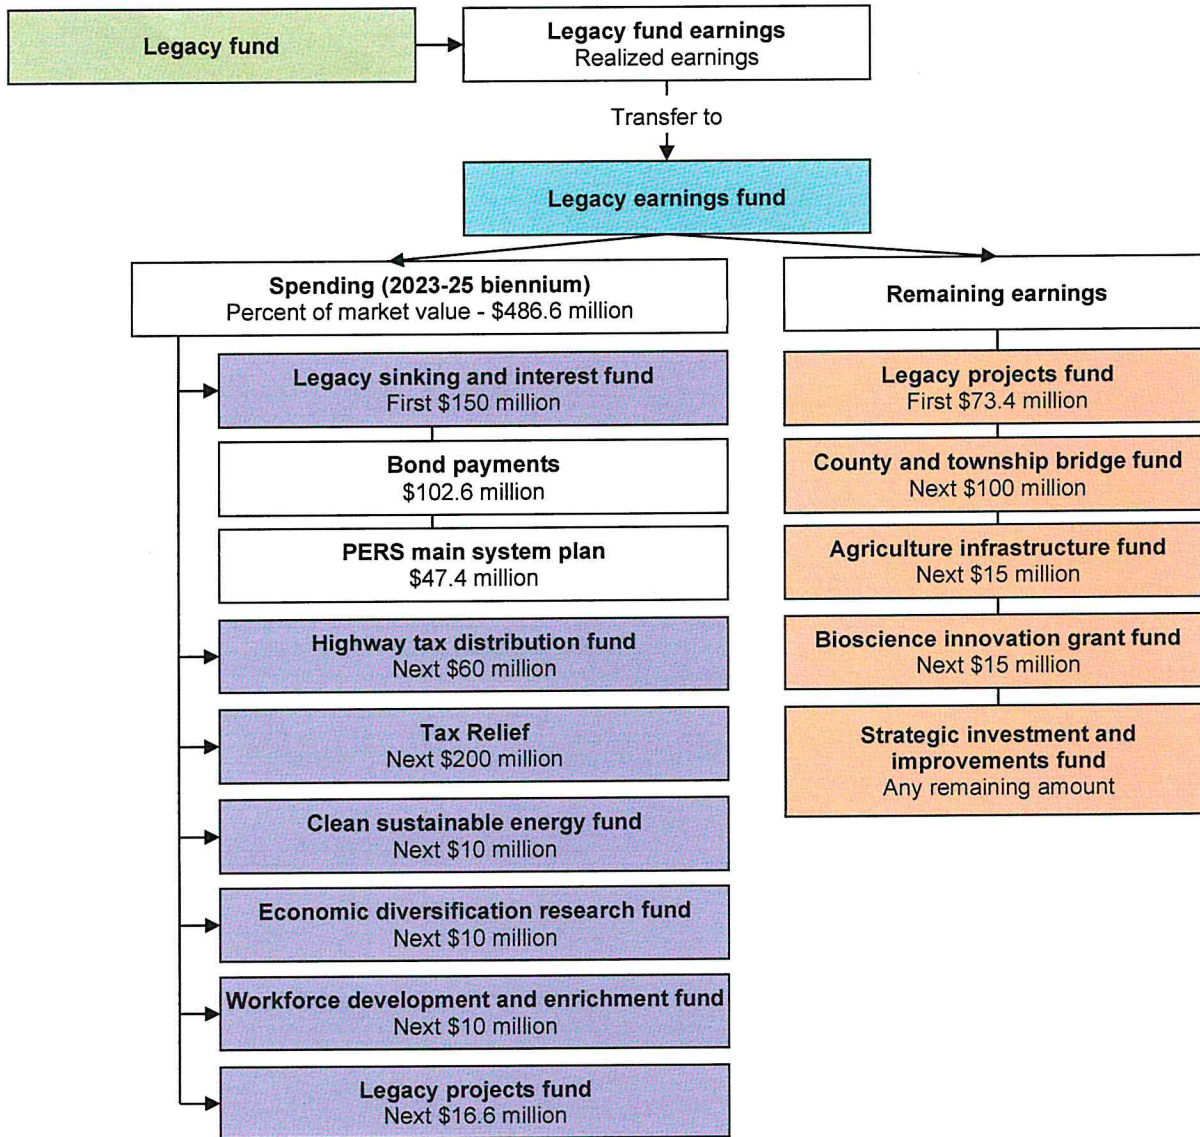 Legacy fund
Legacy fund earnings
Realized earnings
Transfer to
Legacy earnings fund
Spending (2023-25 biennium)
Percent of market value - $486.6 million
Legacy sinking and interest fund
First $150 million
Bond payments
$102.6 million
PERS main system plan
$47.4 million
Highway tax distribution fund
Next $60 million
Tax Relief
Next $200 million
Clean sustainable energy fund
Next $10 million
Economic diversification research fund
Next $10 million
Workforce development and enrichment fund
Next $10 million
Legacy projects fund
Next $16.6 million
Remaining earnings
Legacy projects fund
First $73.4 million
County and township bridge fund
Next $100 million
Agriculture infrastructure fund
Next $15 million
Bioscience innovation grant fund
Next $15 million
Strategic investment and
improvements fund
Any remaining amount